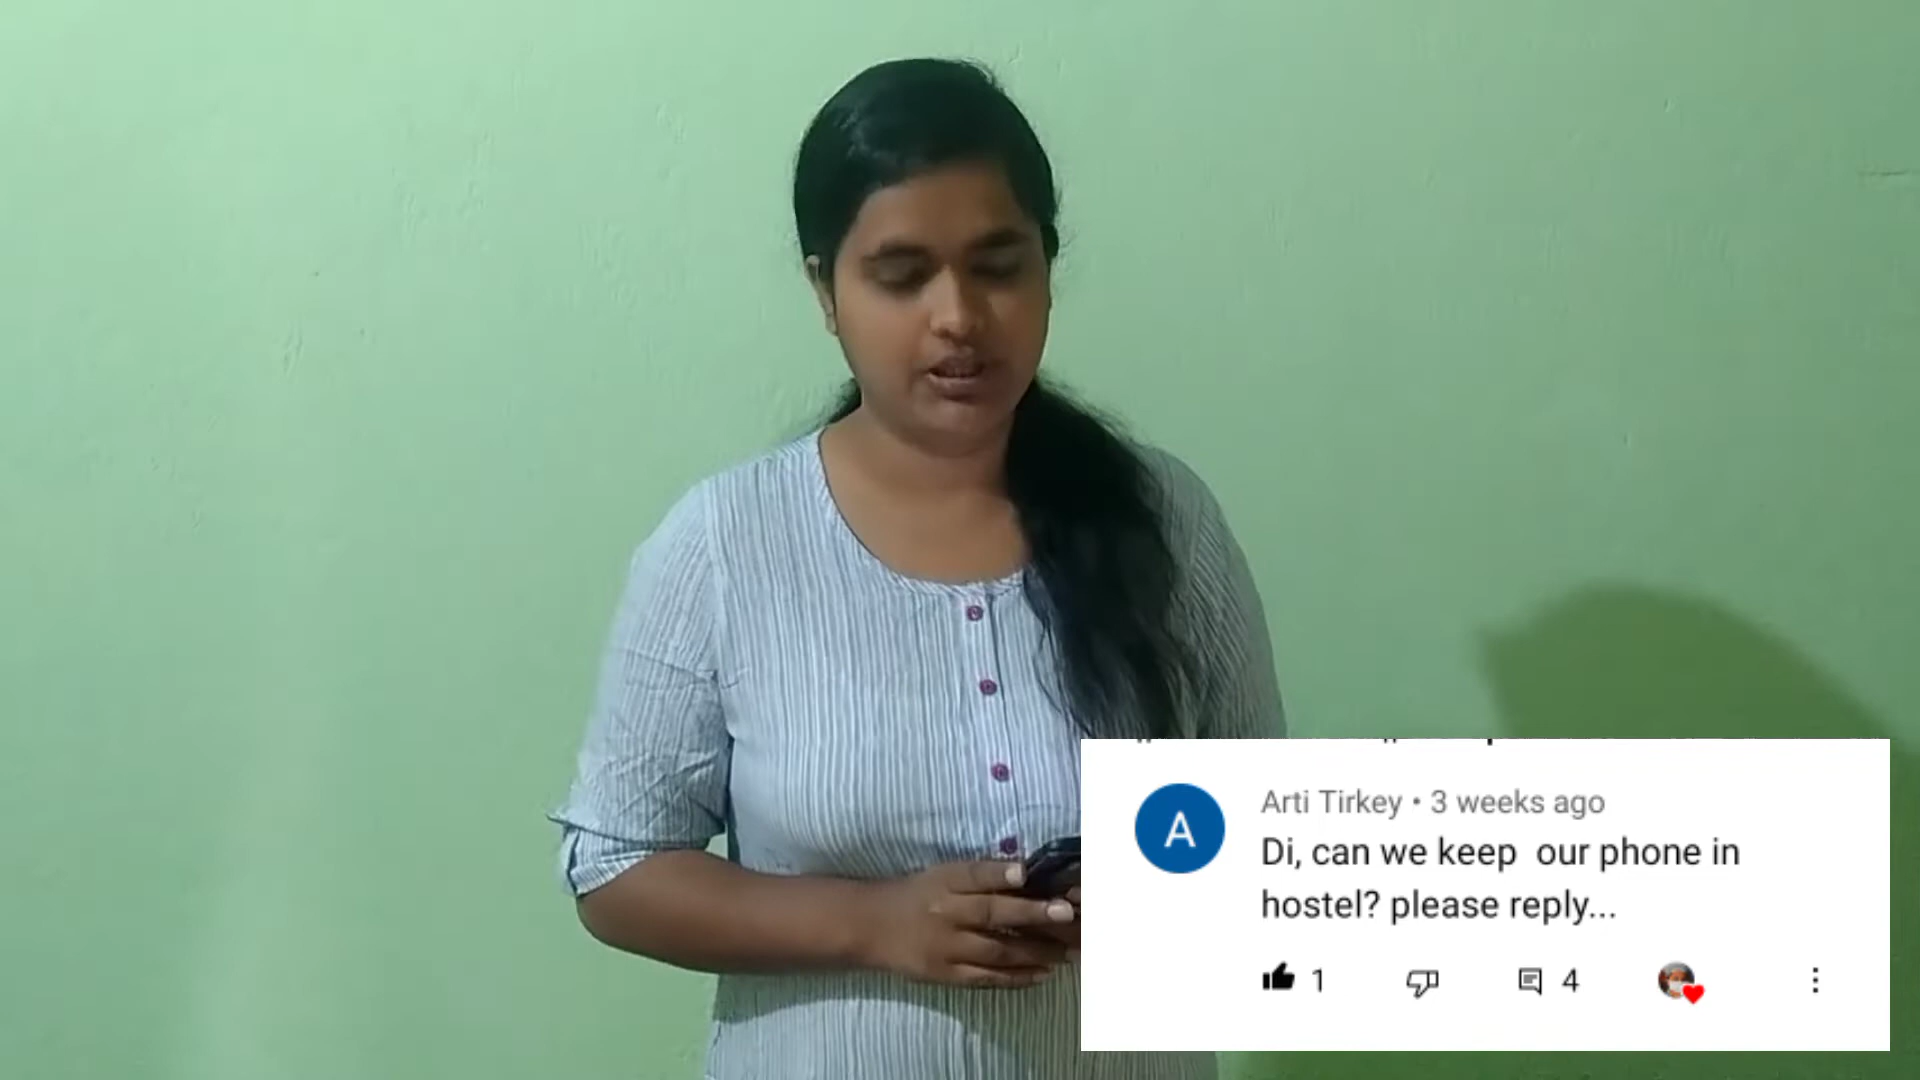 A
Arti Tirkey • 3 weeks ago
Di, can we keep our phone in
hostel? please reply...
1
4